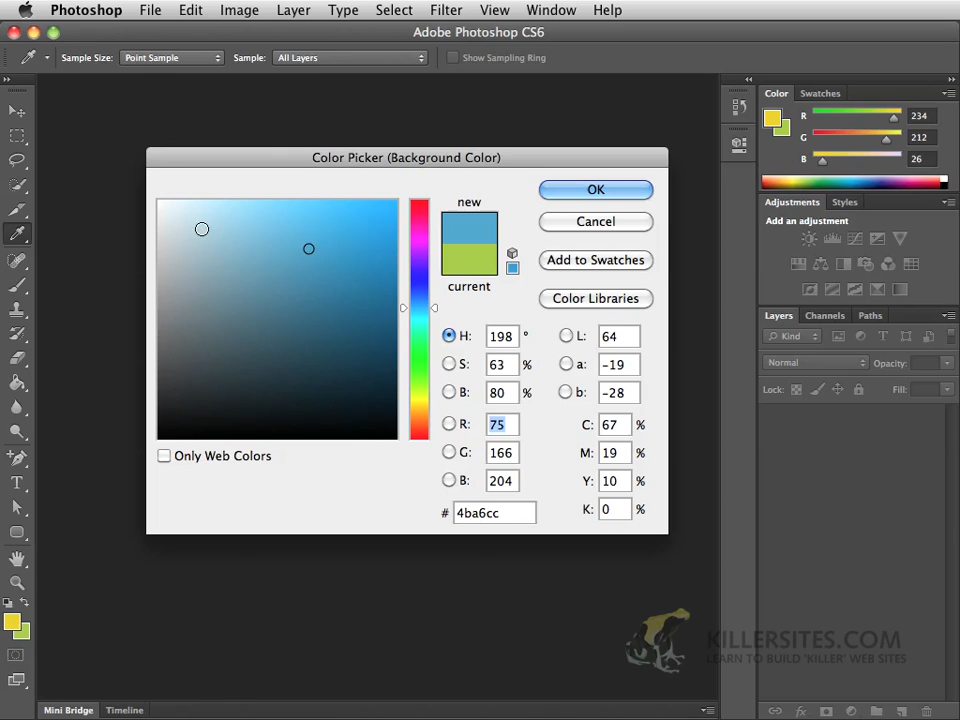 Photoshop File Edit Image Layer Type Select Filter View Window Help
Adobe Photoshop CS6
Sample Size: Point Sample Sample: All Layers Show Sampling Ring
Color Swatches
R 234
G 212
B 26
Adjustments Styles
Add an adjustment
Layers Channels Paths
Kind
Normal Opacity:
Lock: Fill:
Color Picker (Background Color)
new
current
OK
Cancel
Add to Swatches
Color Libraries
H: 198 ° L: 64
S: 63 % a: -19
B: 80 % b: -28
R: 75 C: 67 %
G: 166 M: 19 %
B: 204 Y: 10 %
# 4ba6cc K: 0 %
Only Web Colors
KILLERSITES.COM
LEARN TO BUILD 'KILLER' WEB SITES
Mini Bridge Timeline